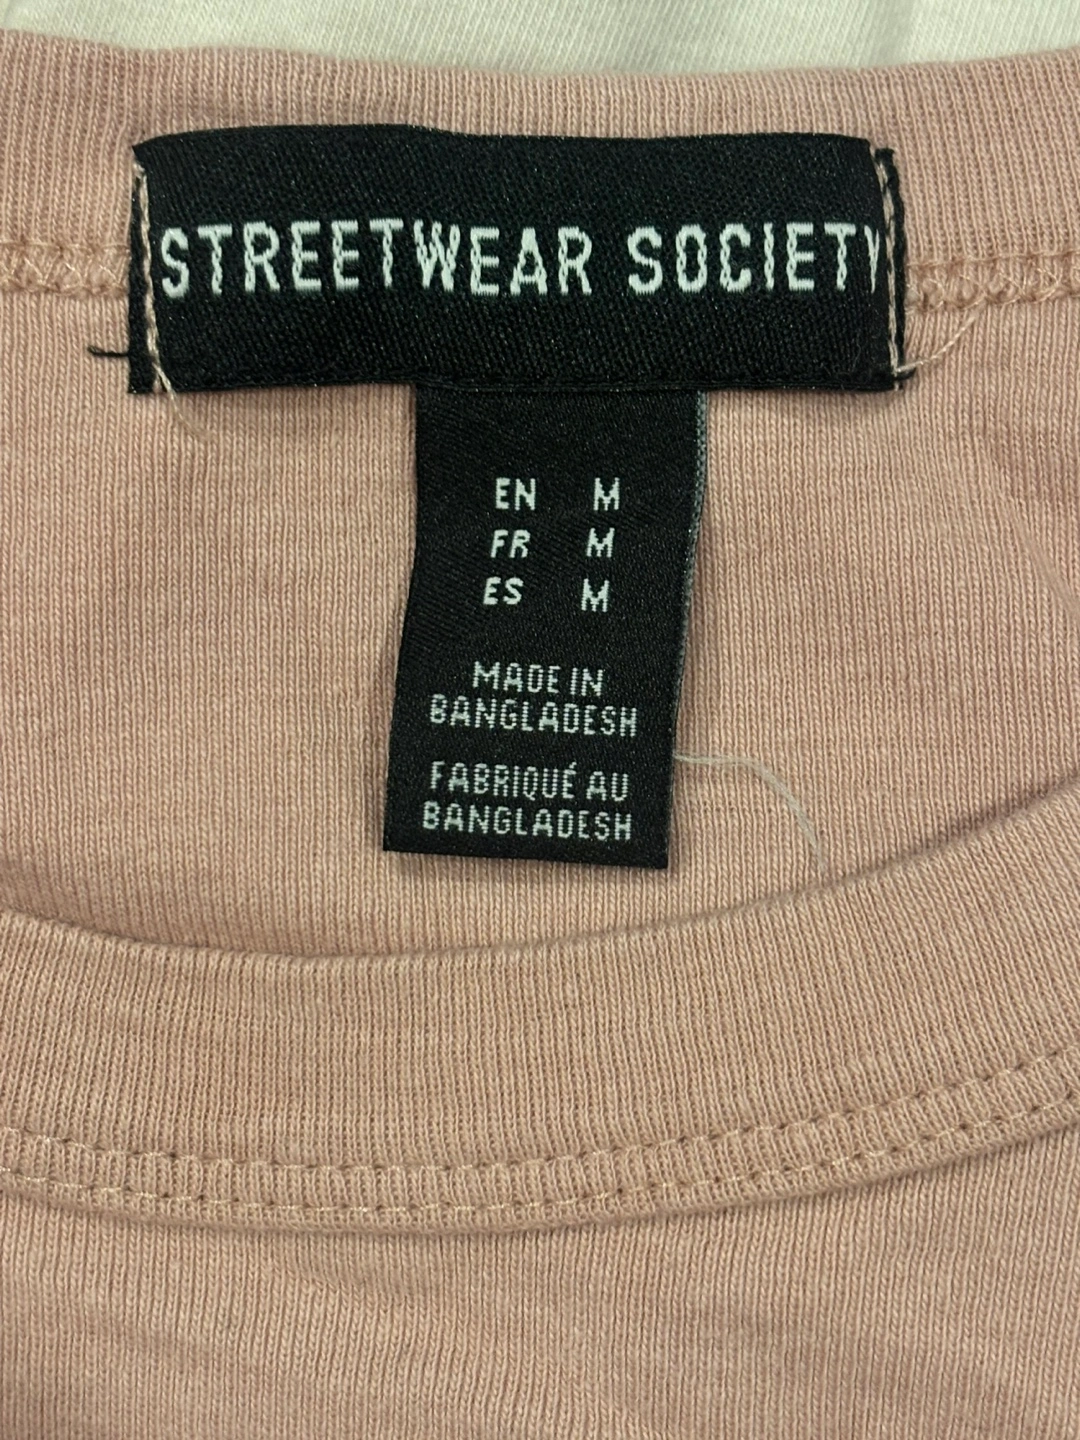 STREETWEAR SOCIETY
EN M
FR M
ES M
MADE IN
BANGLADESH
FABRIQUÉ AU
BANGLADESH